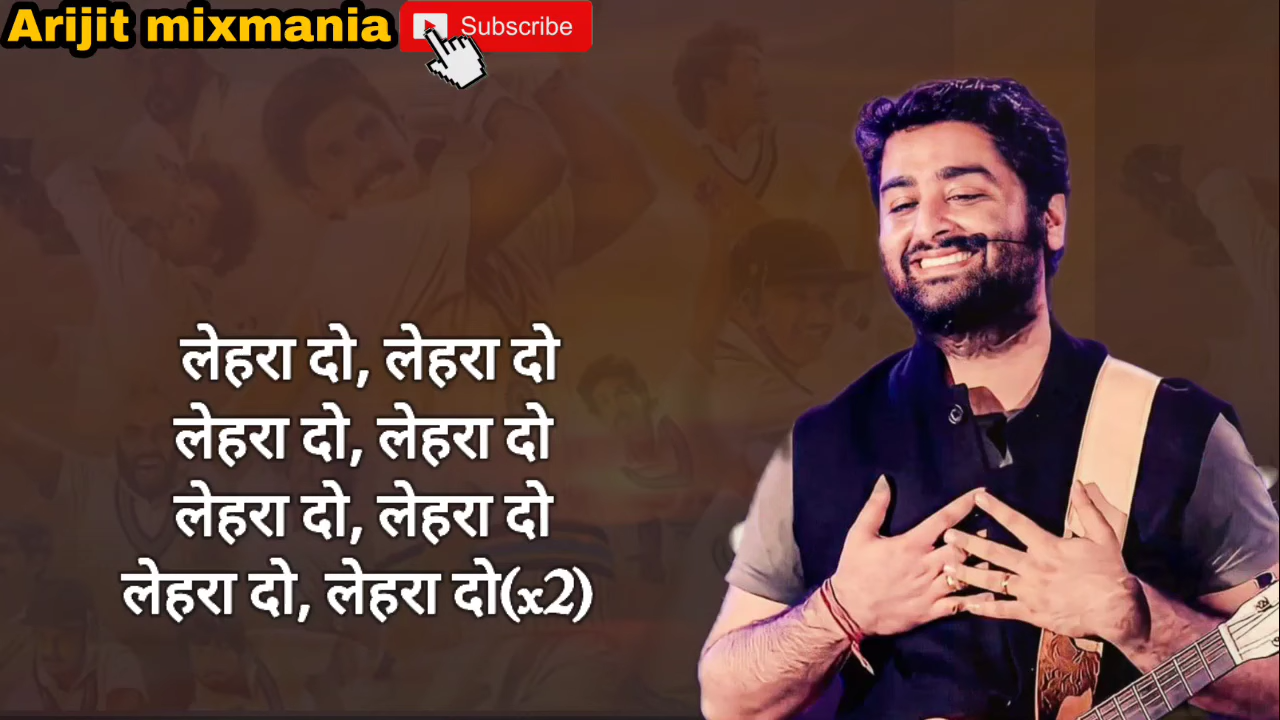 Arijit mixmania
Subscribe
लेहरा दो, लेहरा दो
लेहरा दो, लेहरा दो
लेहरा दो, लेहरा दो
लेहरा दो, लेहरा दो(x2)